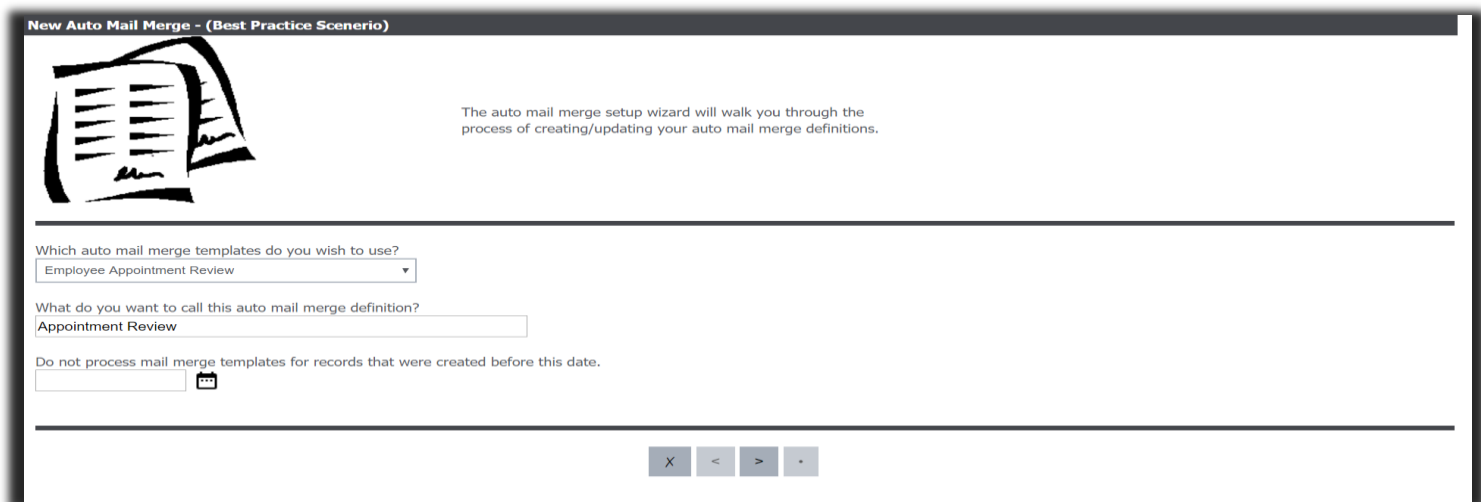 New Auto Mail Merge - (Best Practice Scenerio)
The auto mail merge setup wizard will walk you through the
process of creating/updating your auto mail merge definitions.
Which auto mail merge templates do you wish to use?
Employee Appointment Review
What do you want to call this auto mail merge definition?
Appointment Review
Do not process mail merge templates for records that were created before this date.
X < > •